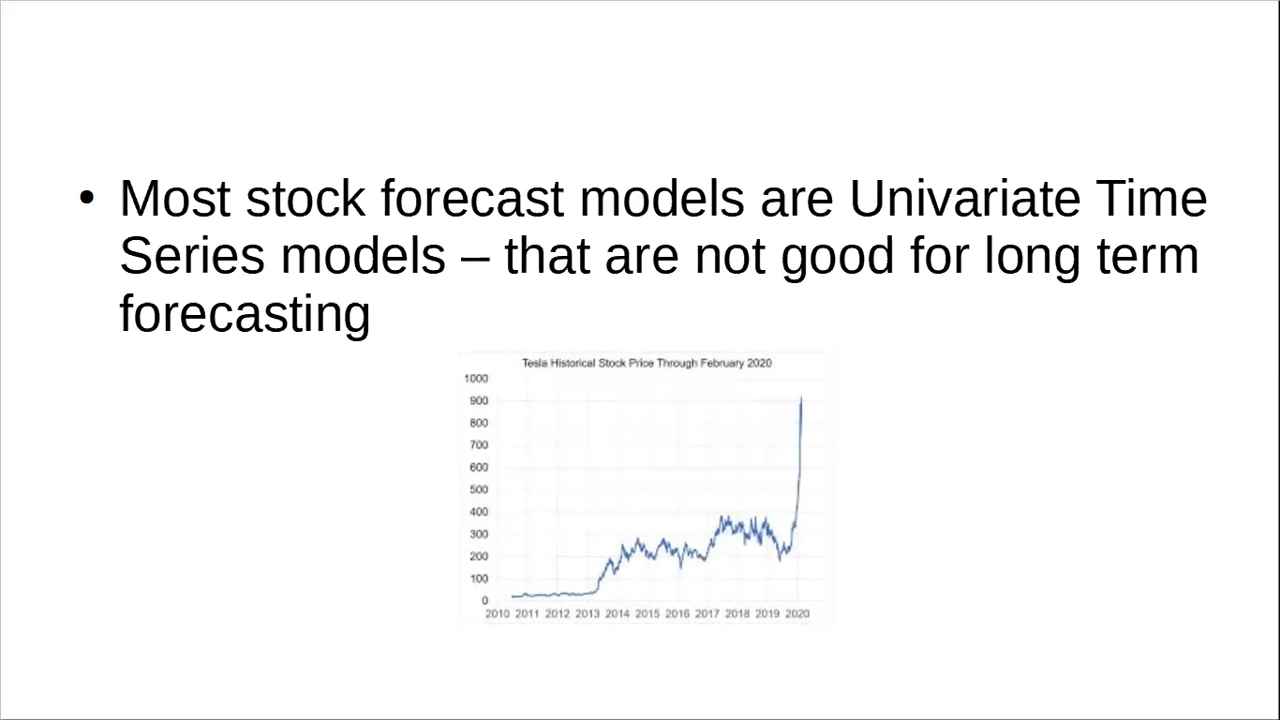 • Most stock forecast models are Univariate Time
Series models – that are not good for long term
forecasting
Tesla Historical Stock Price Through February 2020
1000
900
800
700
600
500
400
300
200
100
0
2010 2011 2012 2013 2014 2015 2016 2017 2018 2019 2020